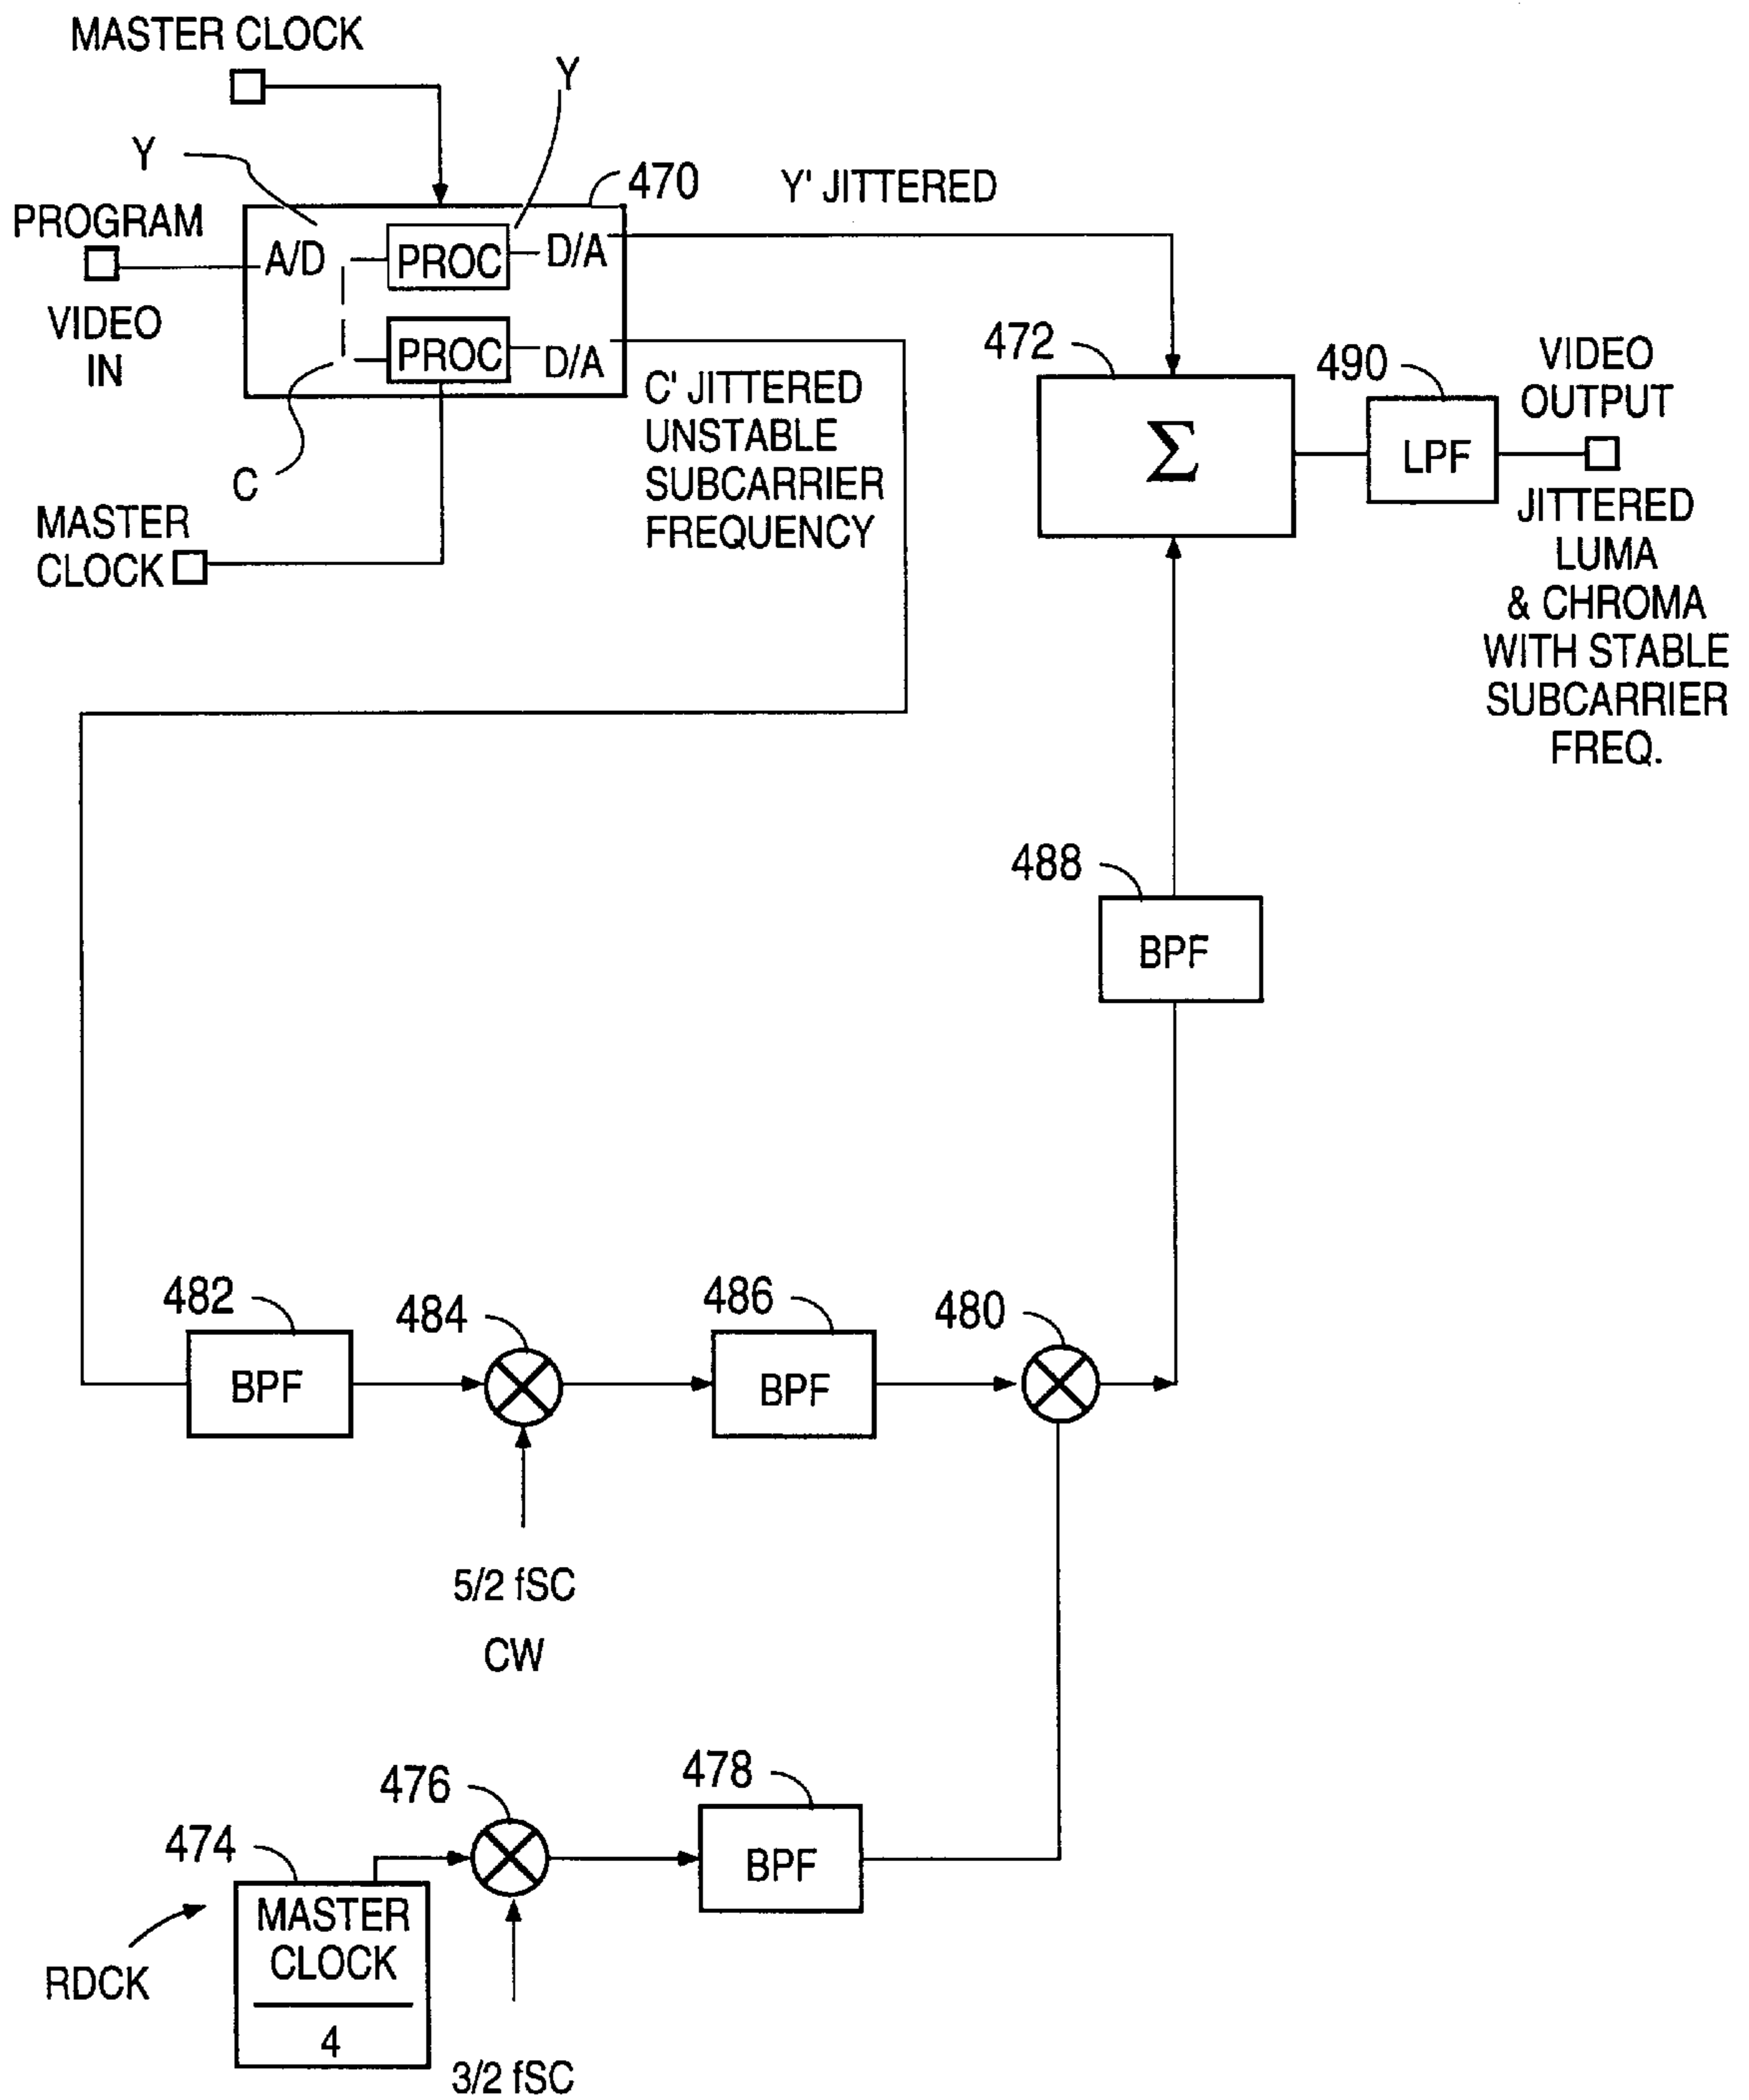 MASTER CLOCK
Y
Y
470
Y' JITTERED
PROGRAM
A/D
PROC
D/A
VIDEO
IN
PROC
D/A
C
C' JITTERED
UNSTABLE
SUBCARRIER
FREQUENCY
MASTER
CLOCK
472
Σ
490
LPF
VIDEO
OUTPUT
JITTERED
LUMA
& CHROMA
WITH STABLE
SUBCARRIER
FREQ.
488
BPF
482
BPF
484
486
BPF
480
5/2 fSC
CW
476
478
BPF
474
MASTER
CLOCK
4
RDCK
3/2 fSC